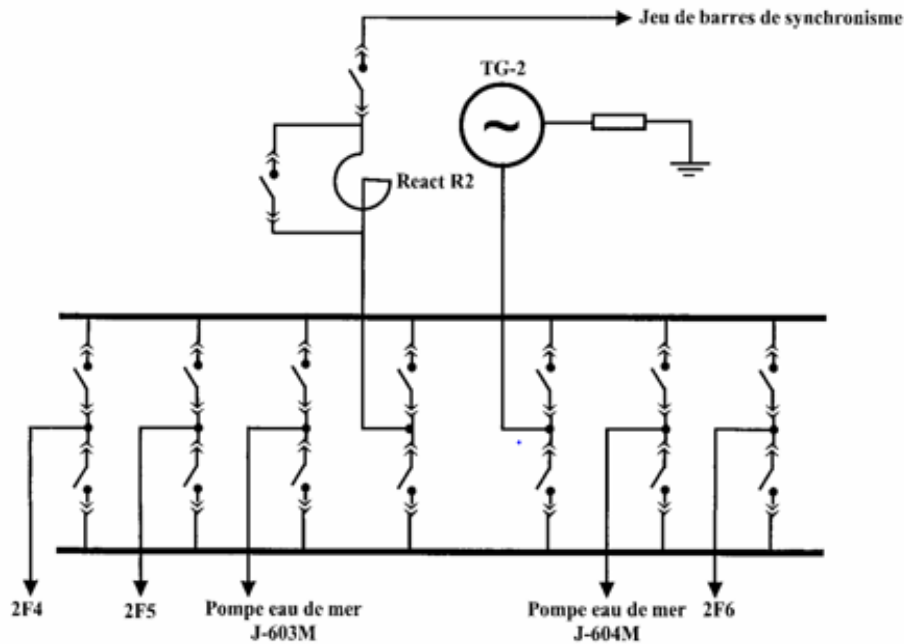 Jeu de barres de synchronisme
TG-2
~
React R2
2F4
2F5
Pompe eau de mer
J-603M
Pompe eau de mer
J-604M
2F6